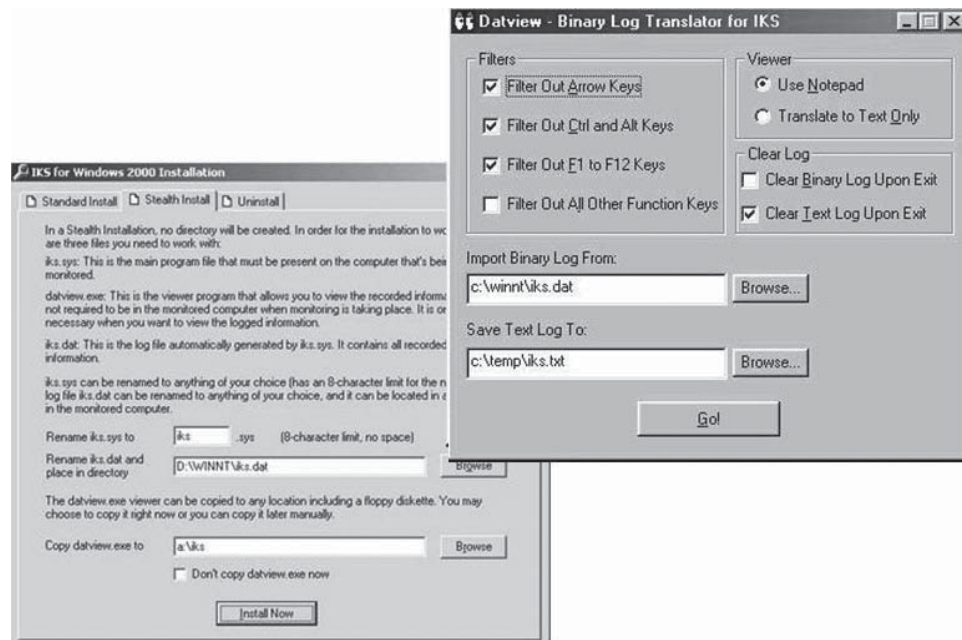 Datview - Binary Log Translator for IKS
Filters
Filter Out Arrow Keys
Filter Out Ctrl and Alt Keys
Filter Out F1 to F12 Keys
Filter Out All Other Function Keys
Viewer
Use Notepad
Translate to Text Only
Clear Log
Clear Binary Log Upon Exit
Clear Text Log Upon Exit
Import Binary Log From:
c:\winnt\iks.dat
Browse...
Save Text Log To:
c:\temp\iks.txt
Browse...
Go!
IKS for Windows 2000 Installation
Standard Install Stealth Install Uninstall
In a Stealth Installation, no directory will be created. In order for the installation to
are three files you need to work with:
iks.sys: This is the main program file that must be present on the computer that's
monitored.
datview.exe: This is the viewer program that allows you to view the recorded
not required to be in the monitored computer when monitoring is taking place. It is
necessary when you want to view the logged information.
iks.dat: This is the log file automatically generated by iks.sys. It contains all recorded
information.
iks.sys can be renamed to anything of your choice (has an 8-character limit for the
log file iks.dat can be renamed to anything of your choice, and it can be located in
in the monitored computer.
Rename iks.sys to iks .sys (8-character limit, no space)
Rename iks.dat and
place in directory D:\WINNT\iks.dat Browse
The datview.exe viewer can be copied to any location including a floppy diskette. You may
choose to copy it right now or you can copy it later manually.
Copy datview.exe to a:\iks Browse
Don't copy datview.exe now
Install Now